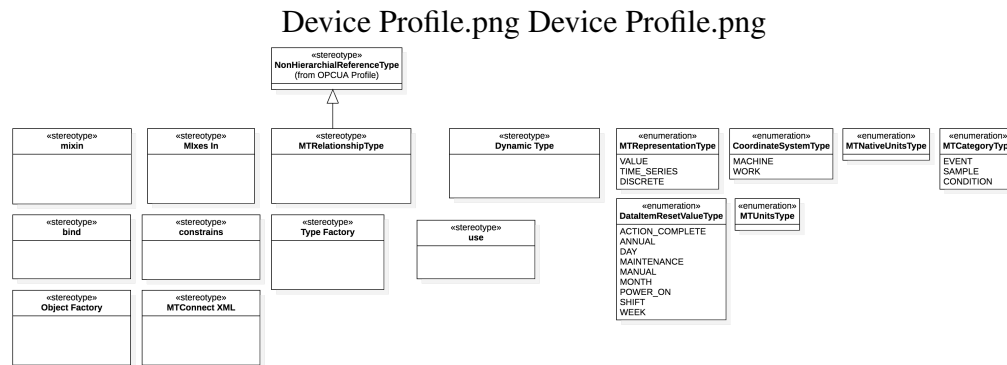 Device Profile.png Device Profile.png
«stereotype»
NonHierarchialReferenceType
(from OPCUA Profile)
«stereotype»
mixin
«stereotype»
MIxes In
«stereotype»
MTRelationshipType
«stereotype»
Dynamic Type
«enumeration»
MTRepresentationType
VALUE
TIME_SERIES
DISCRETE
«enumeration»
CoordinateSystemType
MACHINE
WORK
«enumeration»
MTNativeUnitsType
«enumeration»
MTCategoryTyp
EVENT
SAMPLE
CONDITION
«stereotype»
bind
«stereotype»
constrains
«stereotype»
Type Factory
«stereotype»
use
«enumeration»
DataItemResetValueType
ACTION_COMPLETE
ANNUAL
DAY
MAINTENANCE
MANUAL
MONTH
POWER_ON
SHIFT
WEEK
«enumeration»
MTUnitsType
«stereotype»
Object Factory
«stereotype»
MTConnect XML